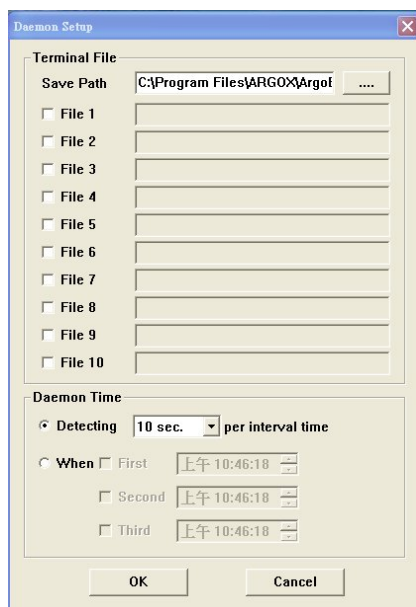 Daemon Setup
Terminal File
Save Path C:\Program Files\ARGOX\ArgoE ....
File 1
File 2
File 3
File 4
File 5
File 6
File 7
File 8
File 9
File 10
Daemon Time
Detecting 10 sec. per interval time
When First 上午 10:46:18
Second 上午 10:46:18
Third 上午 10:46:18
OK Cancel